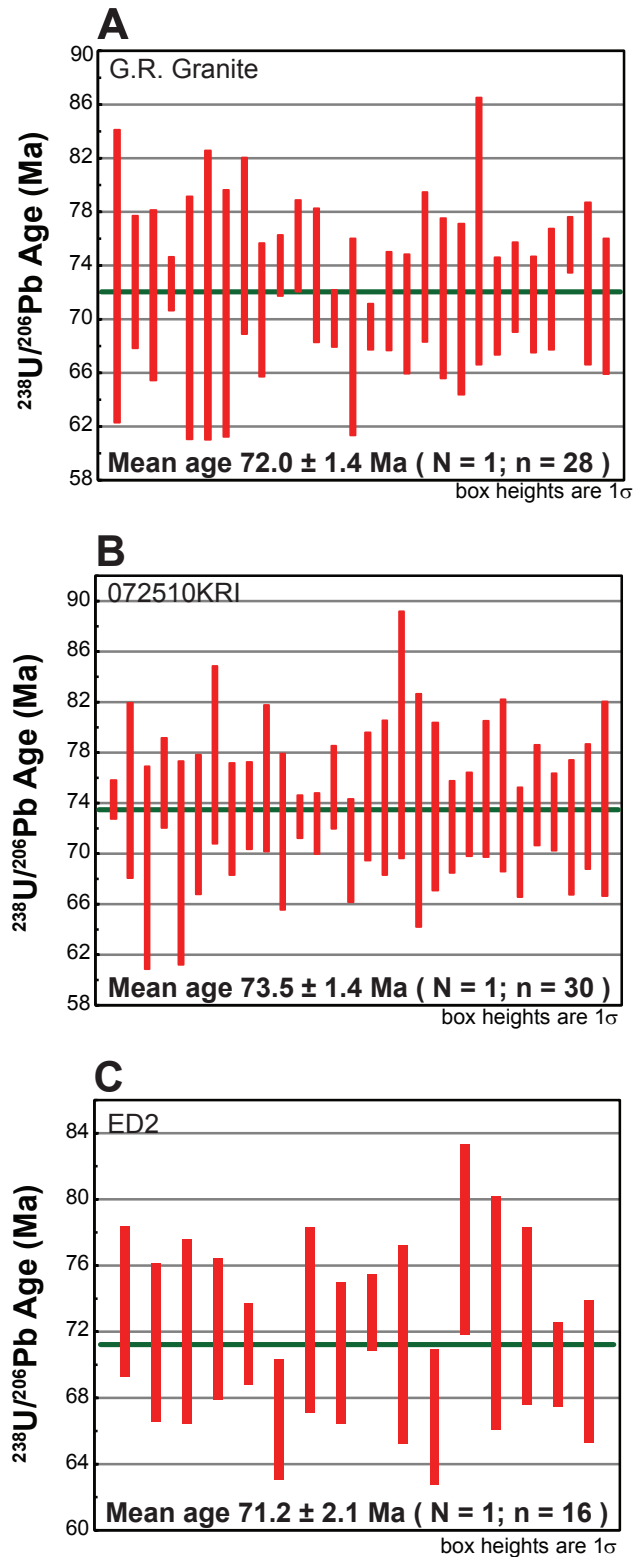 A
G.R. Granite
90
86
82
78
74
70
66
62
58
²³⁸U/²⁰⁶Pb Age (Ma)
Mean age 72.0 ± 1.4 Ma ( N = 1; n = 28 )
box heights are 1σ
B
072510KRI
90
86
82
78
74
70
66
62
58
²³⁸U/²⁰⁶Pb Age (Ma)
Mean age 73.5 ± 1.4 Ma ( N = 1; n = 30 )
box heights are 1σ
C
ED2
84
80
76
72
68
64
60
²³⁸U/²⁰⁶Pb Age (Ma)
Mean age 71.2 ± 2.1 Ma ( N = 1; n = 16 )
box heights are 1σ